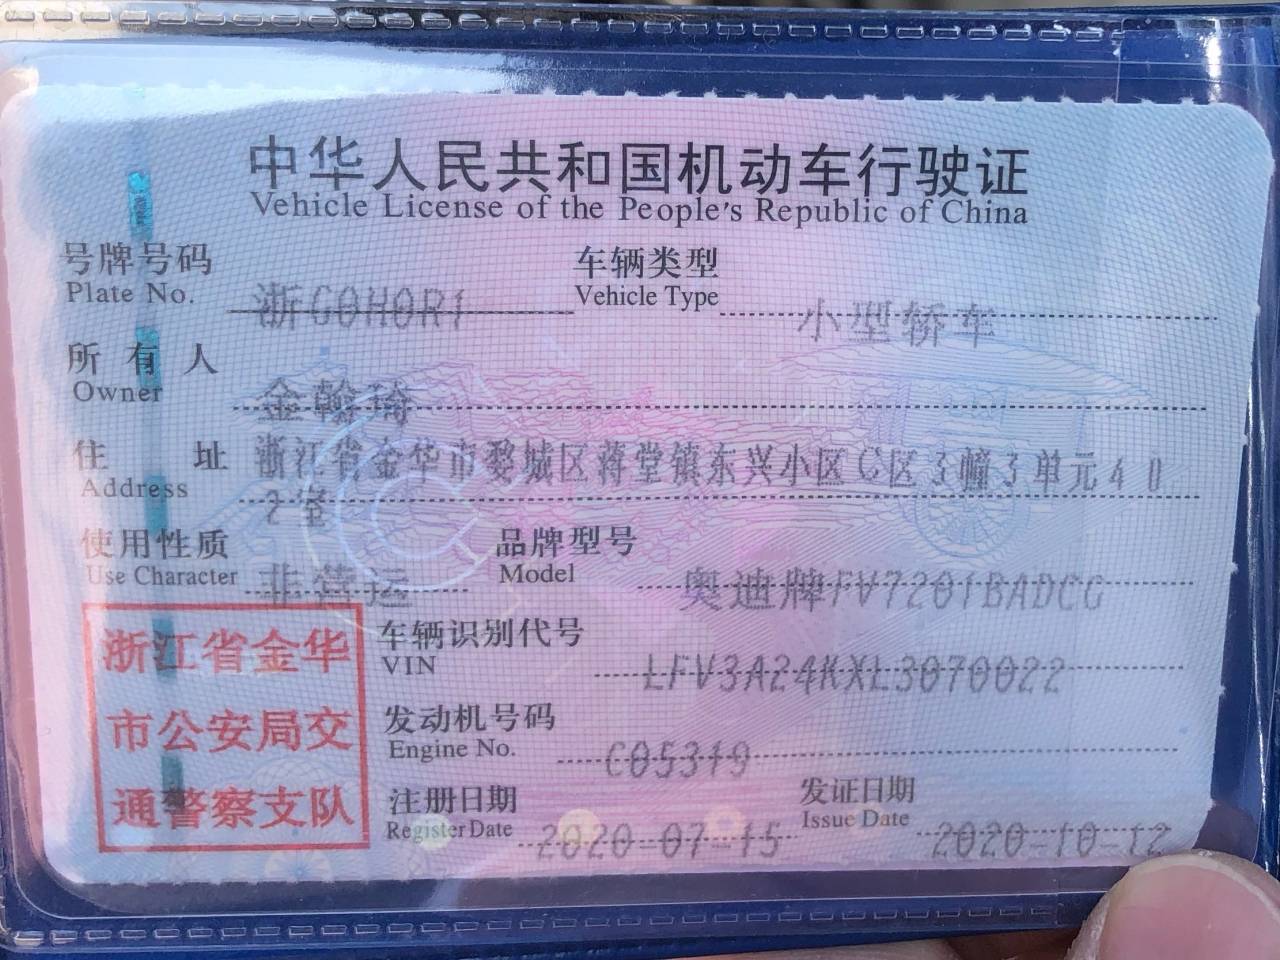 中华人民共和国机动车行驶证
Vehicle License of the People's Republic of China
号牌号码 浙G0H0R1 车辆类型 小型轿车
Plate No. Vehicle Type
所有人 金翰琦
Owner
住址 浙江省金华市婺城区蒋堂镇东兴小区C区3幢3单元40
Address 2室
使用性质 非营运 品牌型号 奥迪牌FV7201BADCG
Use Character Model
浙江省金华
市公安局交
通警察支队
车辆识别代号 LFV3A24KXL3070022
VIN
发动机号码 C05319
Engine No.
注册日期 2020-07-15 发证日期 2020-10-12
Register Date Issue Date